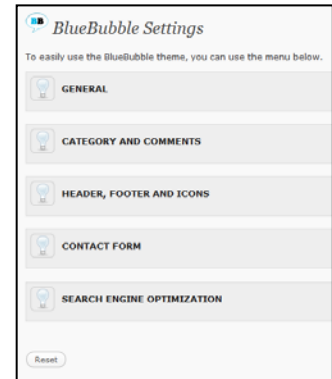 BB
BlueBubble Settings
To easily use the BlueBubble theme, you can use the menu below.
GENERAL
CATEGORY AND COMMENTS
HEADER, FOOTER AND ICONS
CONTACT FORM
SEARCH ENGINE OPTIMIZATION
Reset